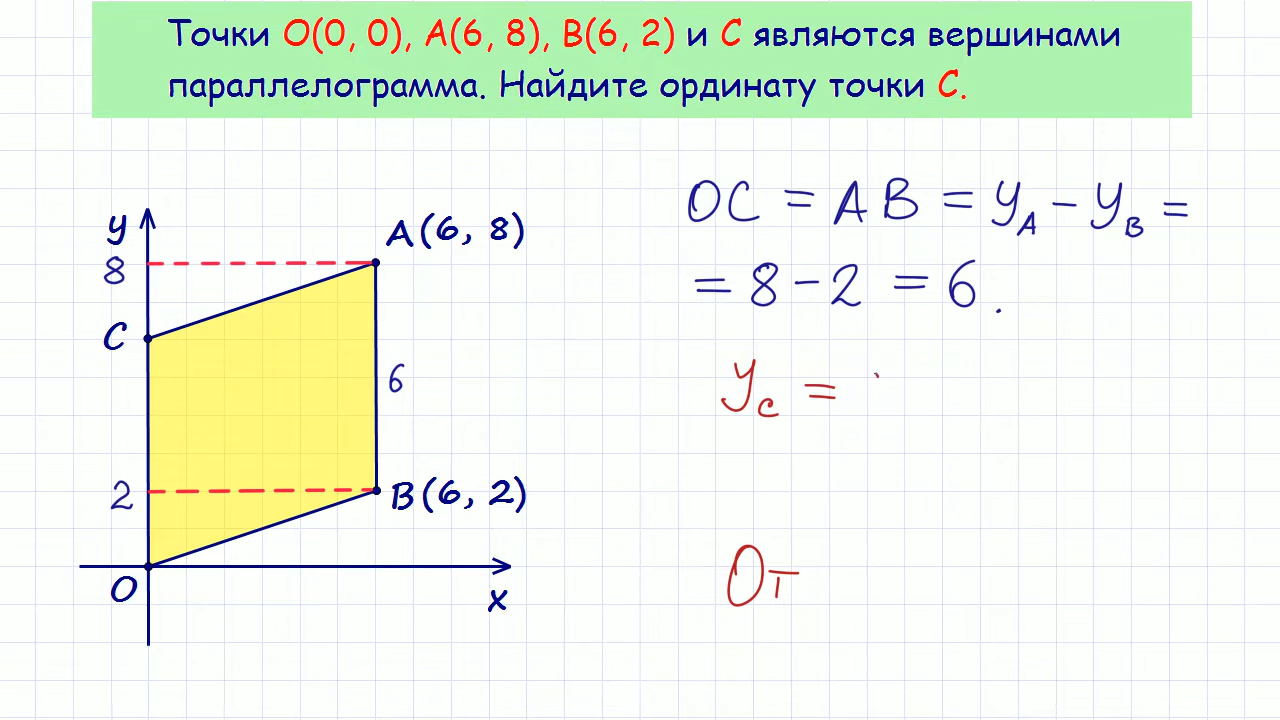 Точки O(0, 0), A(6, 8), B(6, 2) и C являются вершинами
параллелограмма. Найдите ординату точки C.
y
A(6, 8)
8
C
6
2
B(6, 2)
O
x
OC = AB = y_A - y_B =
= 8 - 2 = 6.
y_C =
От